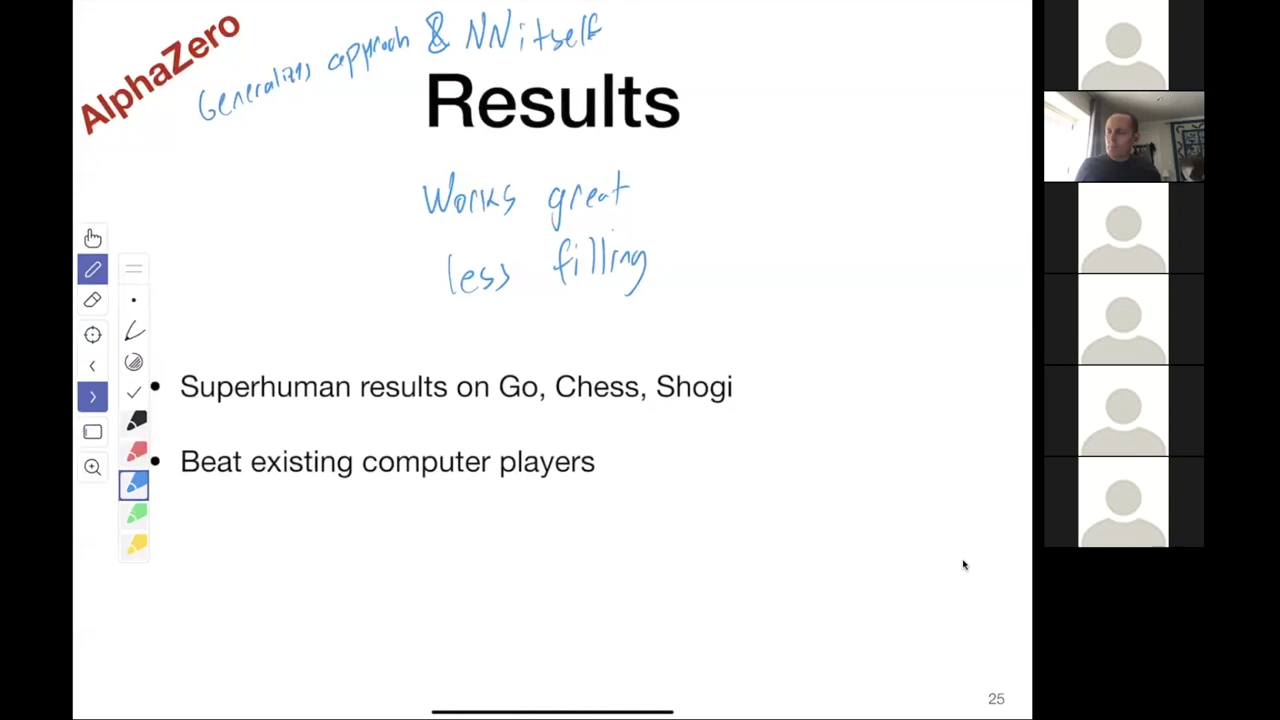 AlphaZero
Generalizes approach & NN itself
Results
Works great
less filling
• Superhuman results on Go, Chess, Shogi
• Beat existing computer players
25